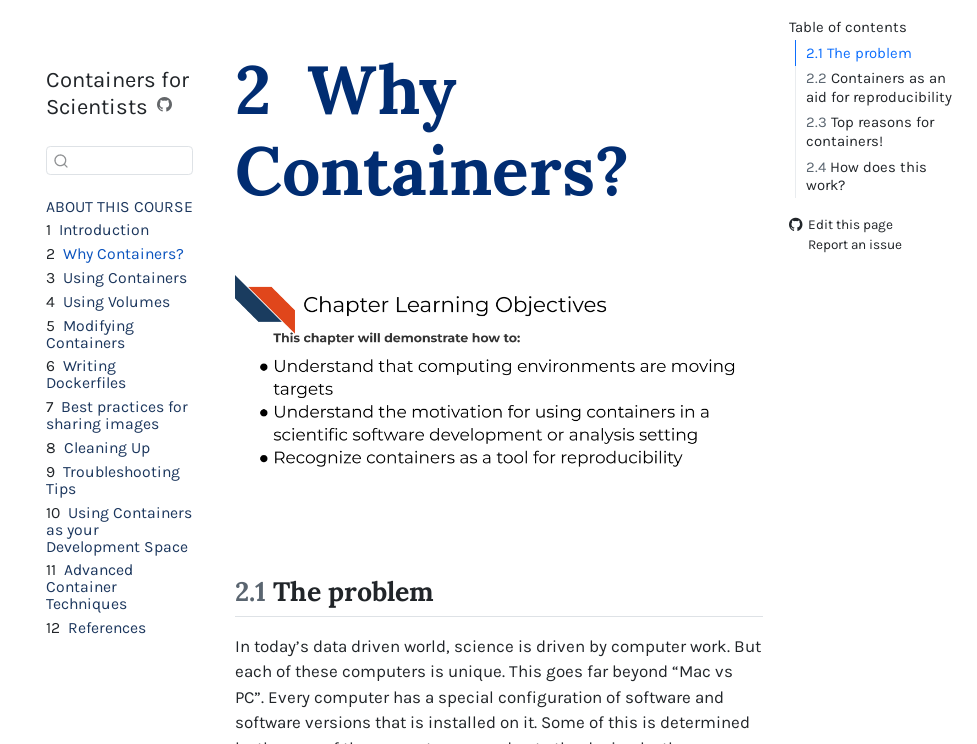 Containers for
Scientists
ABOUT THIS COURSE
1 Introduction
2 Why Containers?
3 Using Containers
4 Using Volumes
5 Modifying
Containers
6 Writing
Dockerfiles
7 Best practices for
sharing images
8 Cleaning Up
9 Troubleshooting
Tips
10 Using Containers
as your
Development Space
11 Advanced
Container
Techniques
12 References
2 Why
Containers?
Chapter Learning Objectives
This chapter will demonstrate how to:
● Understand that computing environments are moving
targets
● Understand the motivation for using containers in a
scientific software development or analysis setting
● Recognize containers as a tool for reproducibility
2.1 The problem
In today’s data driven world, science is driven by computer work. But
each of these computers is unique. This goes far beyond “Mac vs
PC”. Every computer has a special configuration of software and
software versions that is installed on it. Some of this is determined
Table of contents
2.1 The problem
2.2 Containers as an
aid for reproducibility
2.3 Top reasons for
containers!
2.4 How does this
work?
Edit this page
Report an issue